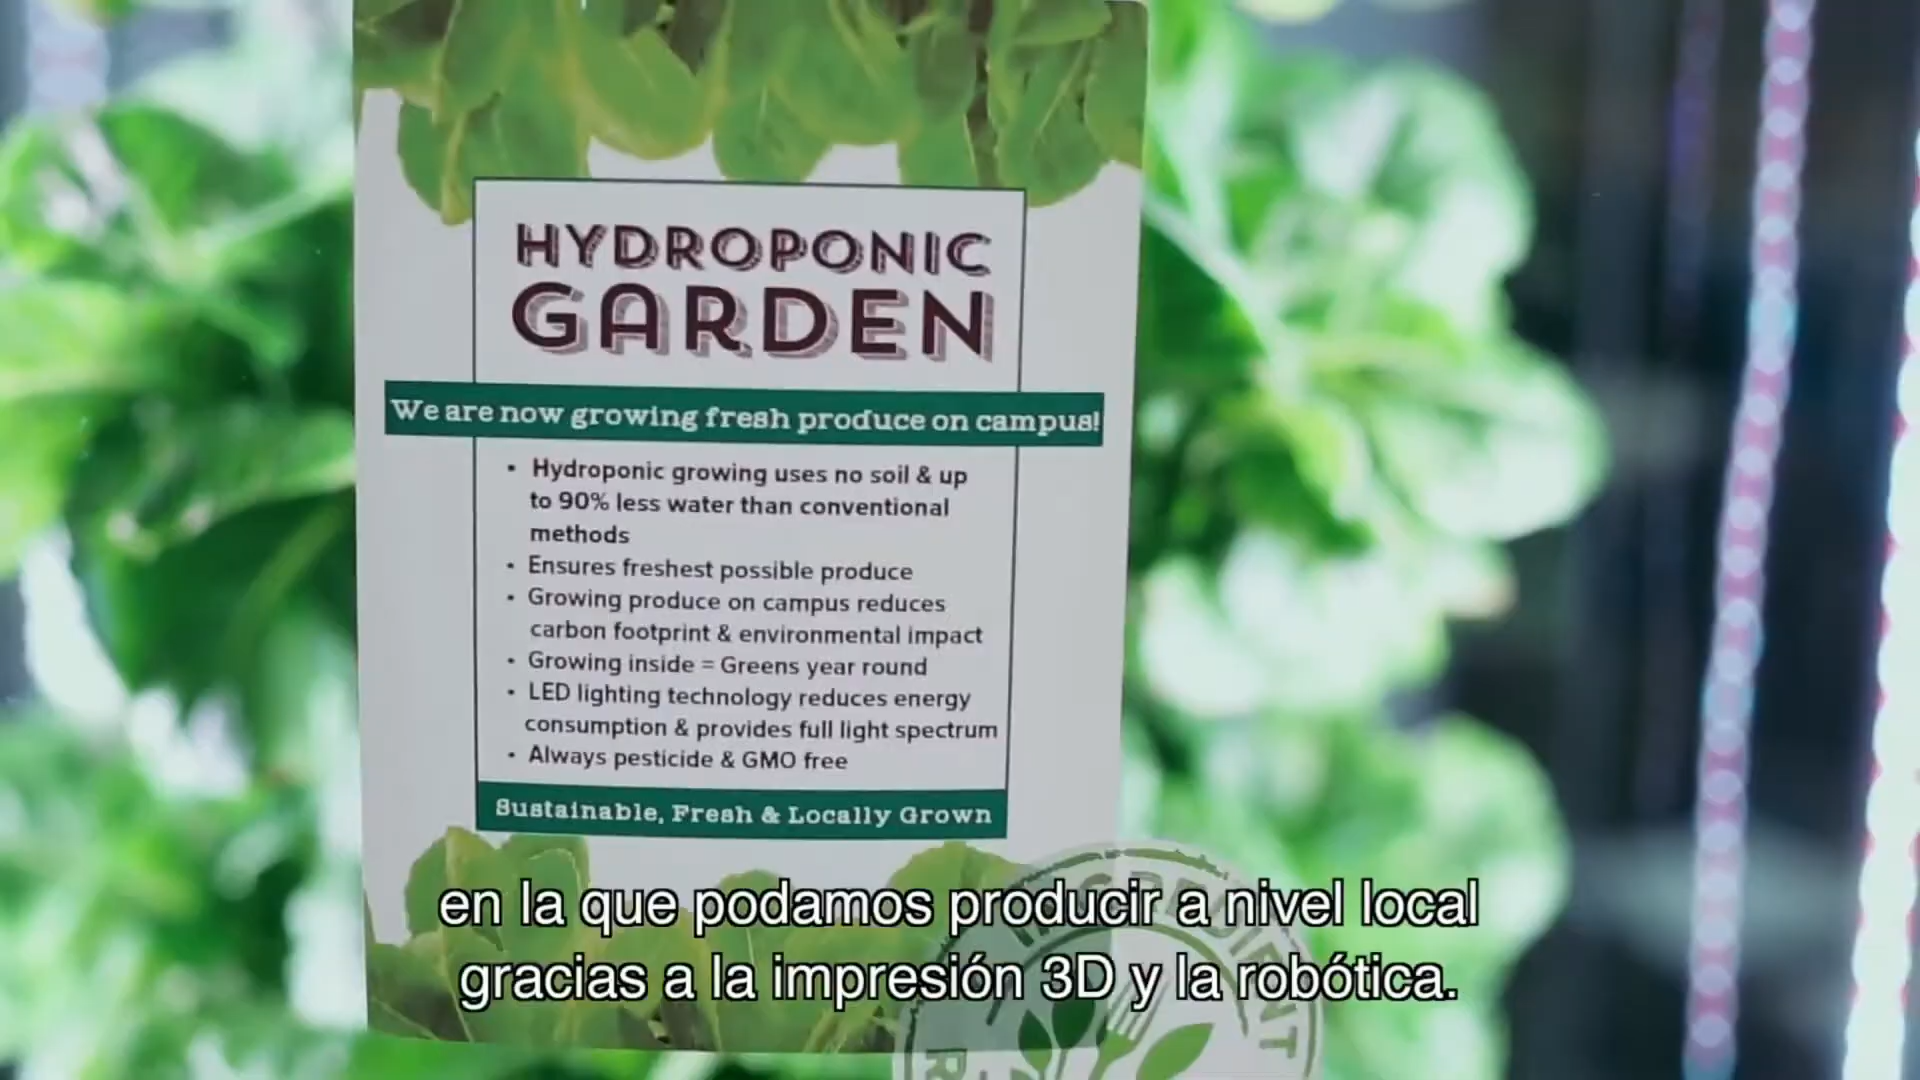 HYDROPONIC
GARDEN
We are now growing fresh produce on campus!
• Hydroponic growing uses no soil & up
to 90% less water than conventional
methods
• Ensures freshest possible produce
• Growing produce on campus reduces
carbon footprint & environmental impact
• Growing inside = Greens year round
• LED lighting technology reduces energy
consumption & provides full light spectrum
• Always pesticide & GMO free
Sustainable, Fresh & Locally Grown
en la que podamos producir a nivel local
gracias a la impresión 3D y la robótica.